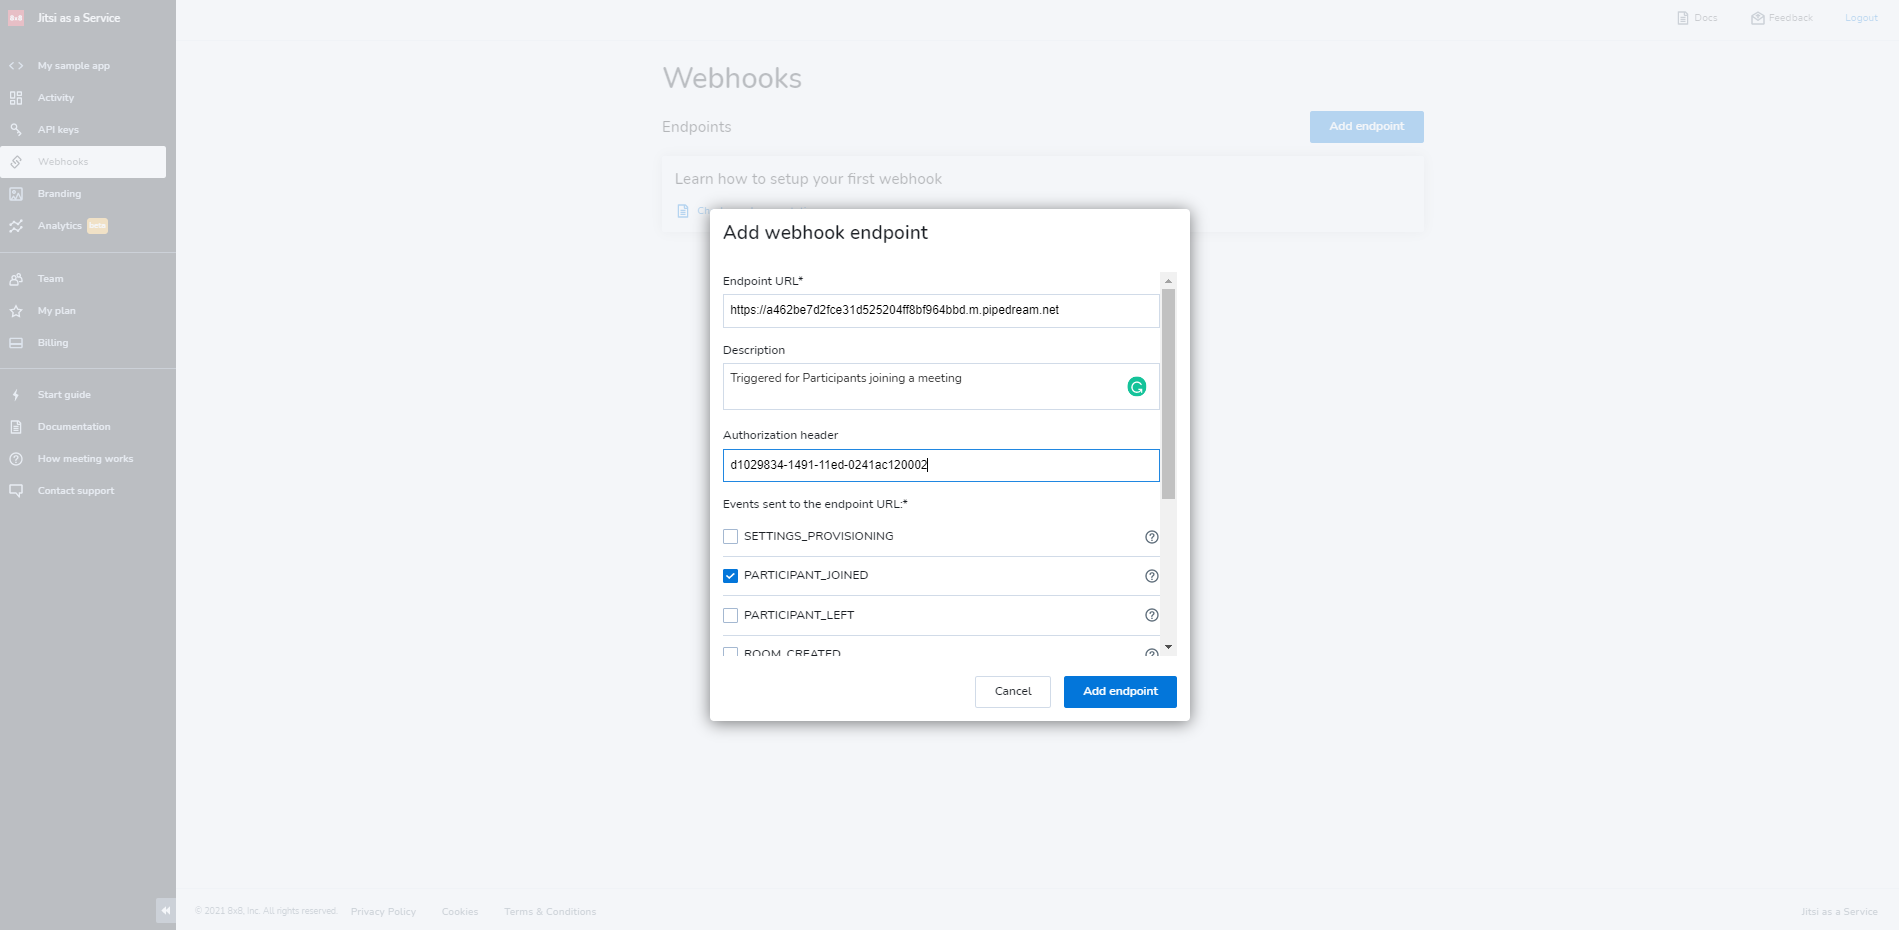 8x8
Jitsi as a Service
My sample app
Activity
API keys
Webhooks
Branding
Analytics beta
Team
My plan
Billing
Start guide
Documentation
How meeting works
Contact support
Docs
Feedback
Logout
Webhooks
Endpoints
Add endpoint
Learn how to setup your first webhook
Add webhook endpoint
Endpoint URL*
https://a462be7d2fce31d525204ff8bf964bbd.m.pipedream.net
Description
Triggered for Participants joining a meeting
Authorization header
d1029834-1491-11ed-0241ac120002
Events sent to the endpoint URL:*
SETTINGS_PROVISIONING
PARTICIPANT_JOINED
PARTICIPANT_LEFT
ROOM_CREATED
Cancel
Add endpoint
© 2021 8x8, Inc. All rights reserved.
Privacy Policy
Cookies
Terms & Conditions
Jitsi as a Service